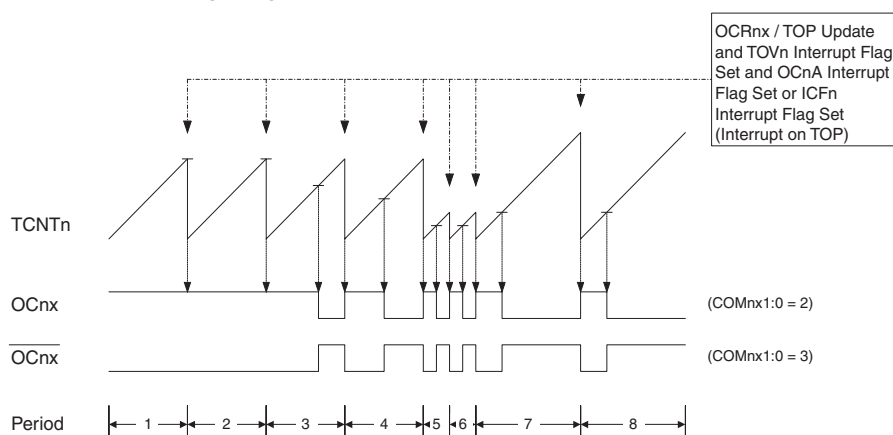 OCRnx / TOP Update
and TOVn Interrupt Flag
Set and OCnA Interrupt
Flag Set or ICFn
Interrupt Flag Set
(Interrupt on TOP)
TCNTn
OCnx
(COMnx1:0 = 2)
OCnx
(COMnx1:0 = 3)
Period
1 2 3 4 5 6 7 8